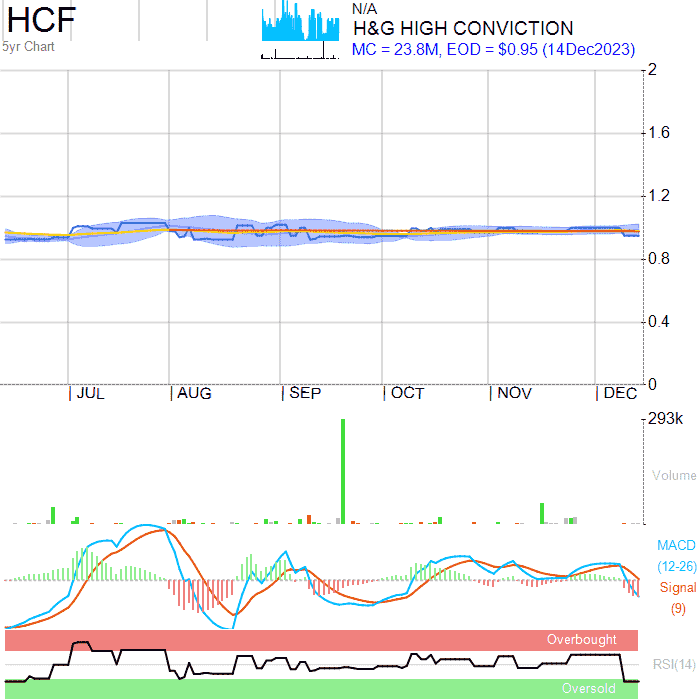 HCF
5yr Chart
N/A
H&G HIGH CONVICTION
MC = 23.8M, EOD = $0.95 (14Dec2023)
2
1.6
1.2
0.8
0.4
0
JUL
AUG
SEP
OCT
NOV
DEC
293k
Volume
MACD
(12-26)
Signal
(9)
Overbought
RSI(14)
Oversold